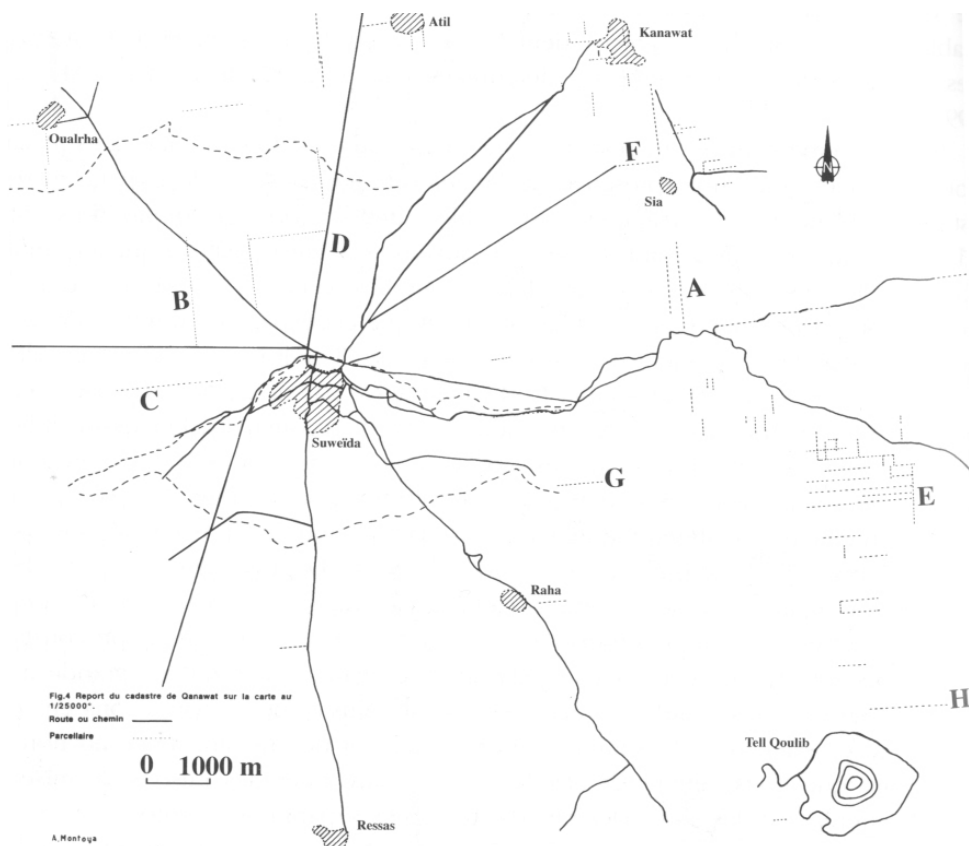 Atil
Kanawat
Oualrha
F
N
Sia
D
B
A
C
Suweïda
G
E
Raha
Fig.4 Report du cadastre de Qanawat sur la carte au
1/25000°.
Route ou chemin
Parcellaire
H
Tell Qoulib
0 1000 m
Ressas
A.Montoya